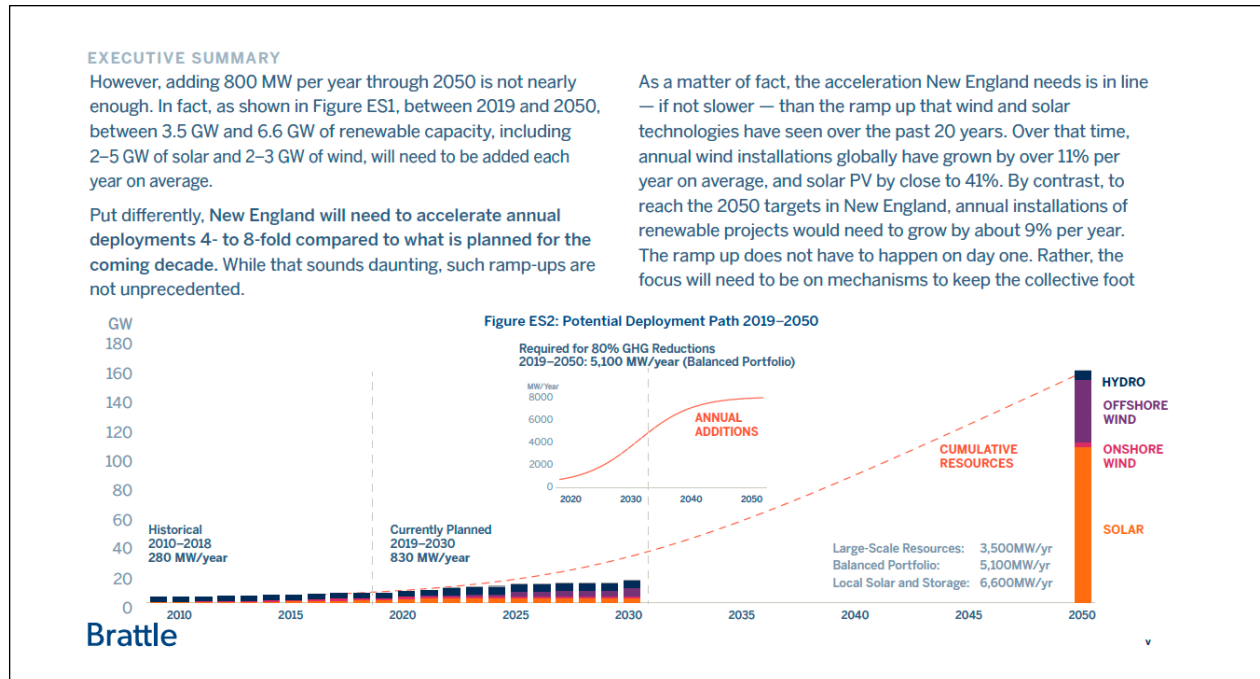 EXECUTIVE SUMMARY
However, adding 800 MW per year through 2050 is not nearly
enough. In fact, as shown in Figure ES1, between 2019 and 2050,
between 3.5 GW and 6.6 GW of renewable capacity, including
2–5 GW of solar and 2–3 GW of wind, will need to be added each
year on average.
Put differently, New England will need to accelerate annual
deployments 4- to 8-fold compared to what is planned for the
coming decade. While that sounds daunting, such ramp-ups are
not unprecedented.
As a matter of fact, the acceleration New England needs is in line
— if not slower — than the ramp up that wind and solar
technologies have seen over the past 20 years. Over that time,
annual wind installations globally have grown by over 11% per
year on average, and solar PV by close to 41%. By contrast, to
reach the 2050 targets in New England, annual installations of
renewable projects would need to grow by about 9% per year.
The ramp up does not have to happen on day one. Rather, the
focus will need to be on mechanisms to keep the collective foot
Figure ES2: Potential Deployment Path 2019–2050
GW
180
160
140
120
100
80
60
40
20
0
Required for 80% GHG Reductions
2019–2050: 5,100 MW/year (Balanced Portfolio)
MW/Year
8000
6000
4000
2000
0
2020
2030
2040
2050
ANNUAL
ADDITIONS
CUMULATIVE
RESOURCES
HYDRO
OFFSHORE
WIND
ONSHORE
WIND
SOLAR
Historical
2010–2018
280 MW/year
Currently Planned
2019–2030
830 MW/year
Large-Scale Resources: 3,500MW/yr
Balanced Portfolio: 5,100MW/yr
Local Solar and Storage: 6,600MW/yr
2010
2015
2020
2025
2030
2035
2040
2045
2050
Brattle
v